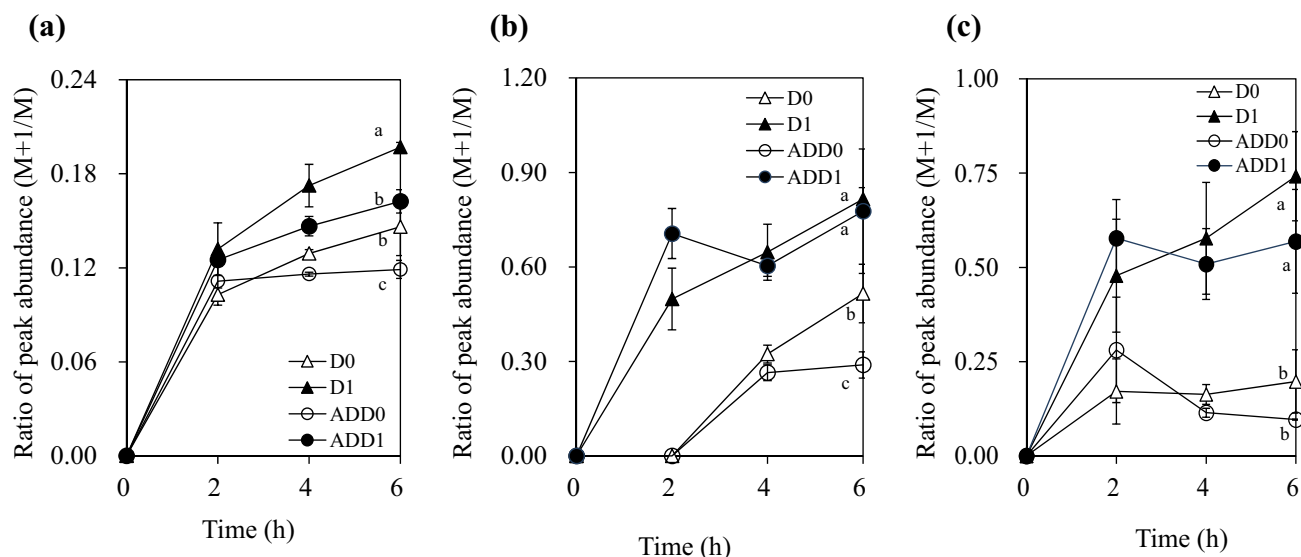 (a)
Ratio of peak abundance (M+1/M)
0.24
0.18
0.12
0.06
0.00
a
b
b
c
D0
D1
ADD0
ADD1
0 2 4 6
Time (h)
(b)
Ratio of peak abundance (M+1/M)
1.20
0.90
0.60
0.30
0.00
D0
D1
ADD0
ADD1
a
a
b
c
0 2 4 6
Time (h)
(c)
Ratio of peak abundance (M+1/M)
1.00
0.75
0.50
0.25
0.00
D0
D1
ADD0
ADD1
a
a
b
b
0 2 4 6
Time (h)